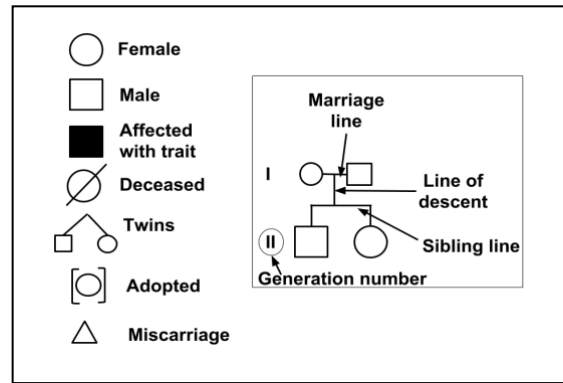 Female
Male
Affected
with trait
Deceased
Twins
Adopted
Miscarriage
Marriage
line
I
Line of
descent
II
Sibling line
Generation number